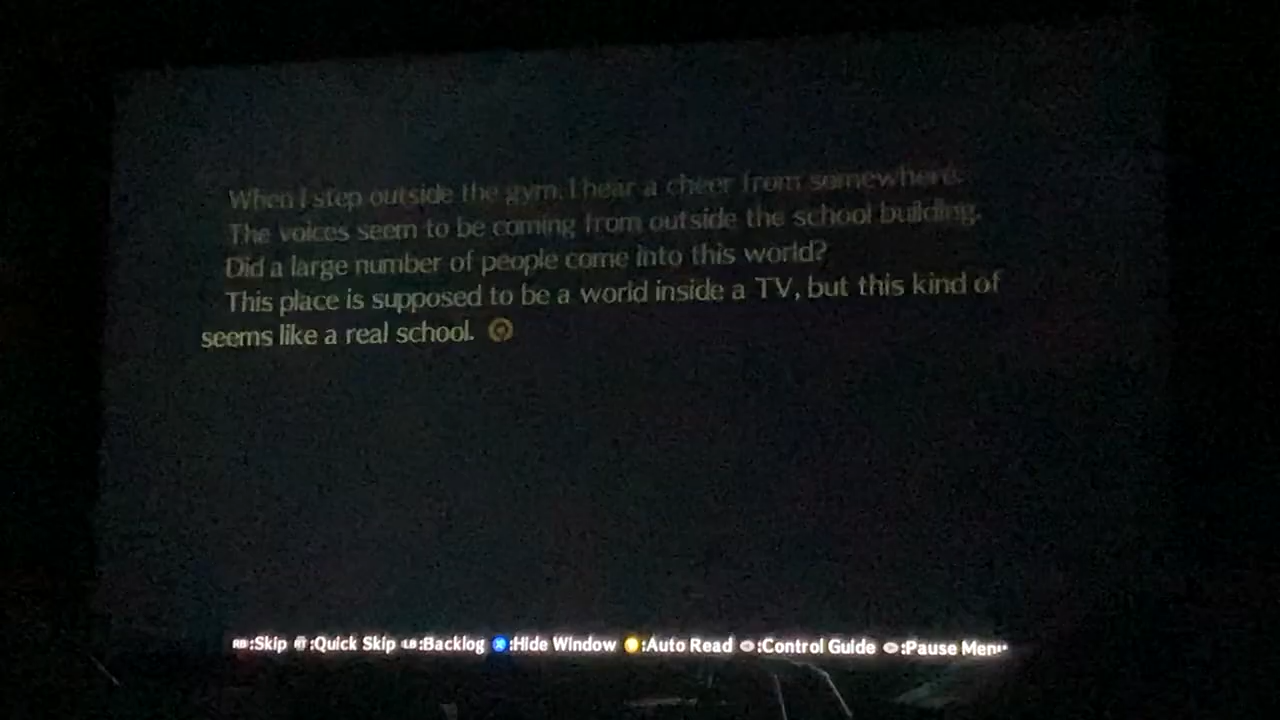 When I step outside the gym, I hear a cheer from somewhere.
The voices seem to be coming from outside the school building.
Did a large number of people come into this world?
This place is supposed to be a world inside a TV, but this kind of
seems like a real school.
RB:Skip RT:Quick Skip LB:Backlog X:Hide Window :Auto Read :Control Guide :Pause Menu